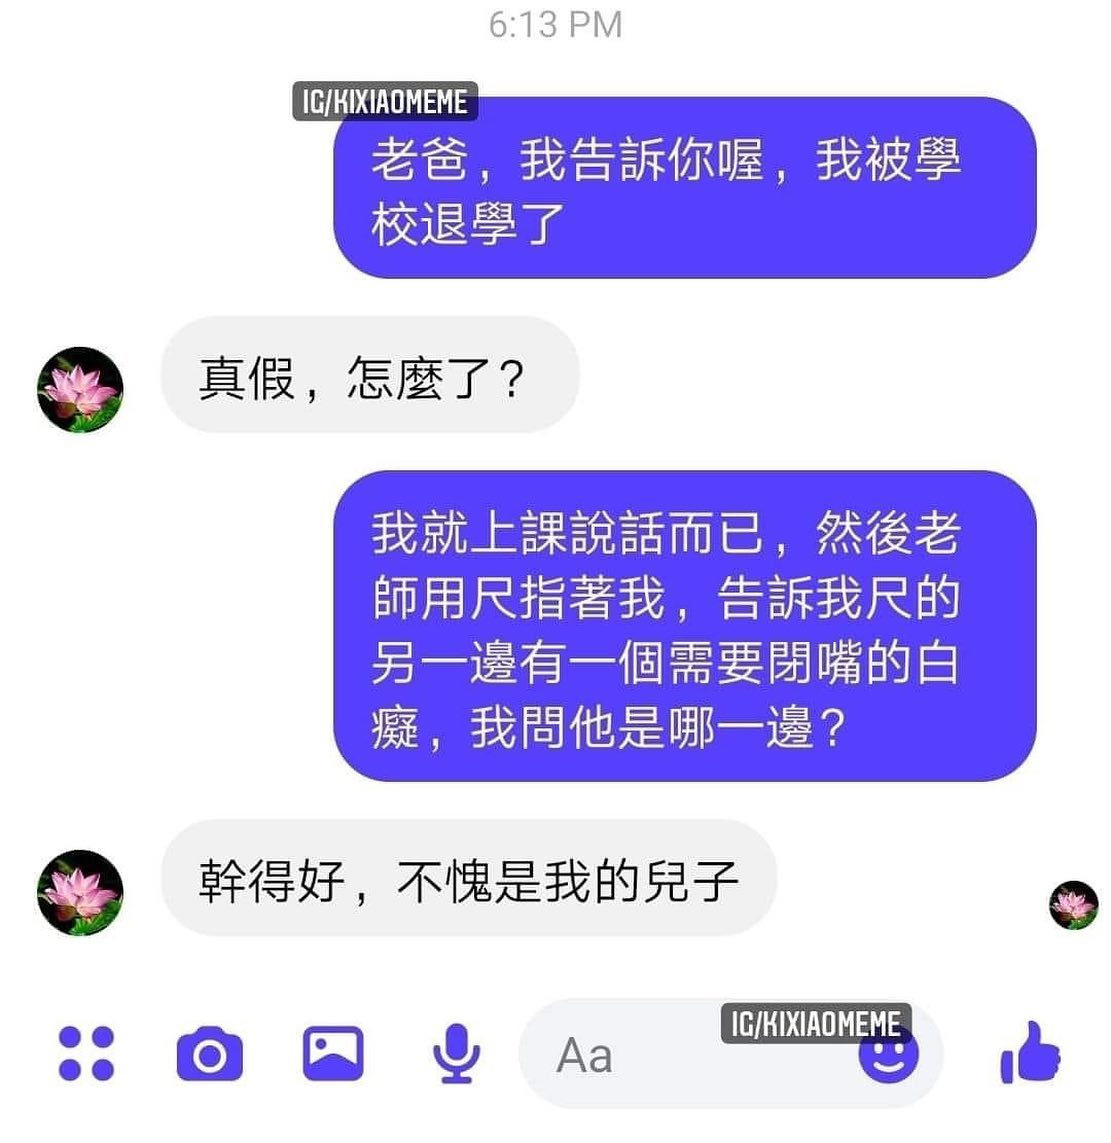 6:13 PM
IG/KIXIAOMEME
老爸，我告訴你喔，我被學
校退學了
真假，怎麼了？
我就上課說話而已，然後老
師用尺指著我，告訴我尺的
另一邊有一個需要閉嘴的白
癡，我問他是哪一邊？
幹得好，不愧是我的兒子
IG/KIXIAOMEME
Aa